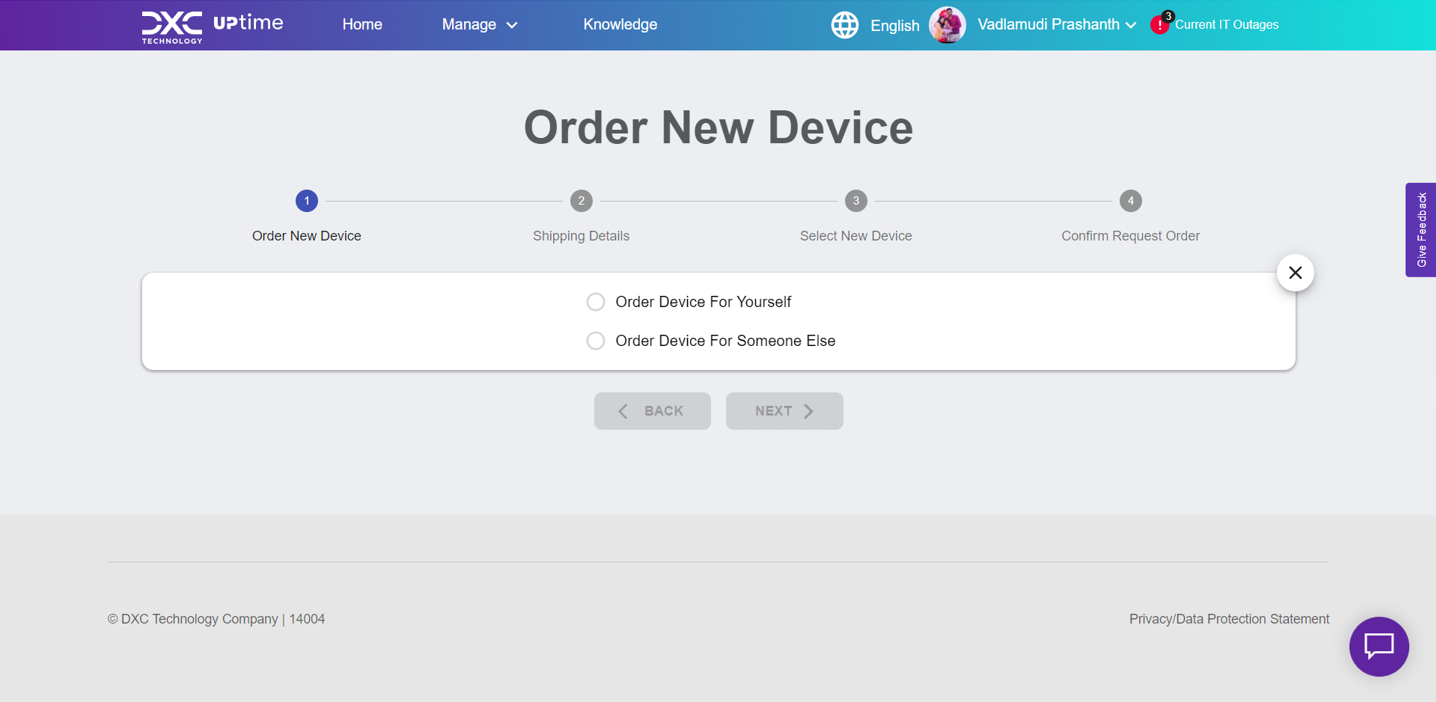 DXC TECHNOLOGY UPtime Home Manage Knowledge English Vadlamudi Prashanth ! 3 Current IT Outages
Order New Device
1 2 3 4
Order New Device Shipping Details Select New Device Confirm Request Order
Give Feedback
Order Device For Yourself
Order Device For Someone Else
BACK NEXT
© DXC Technology Company | 14004 Privacy/Data Protection Statement